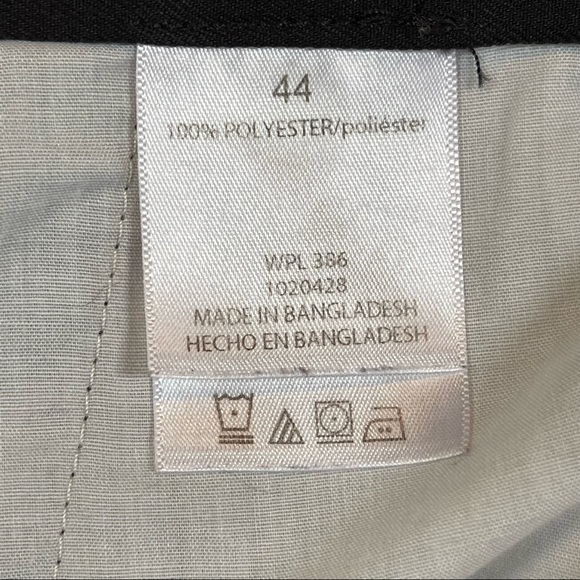 44
100% POLYESTER/poliéster
WPL 386
1020428
MADE IN BANGLADESH
HECHO EN BANGLADESH